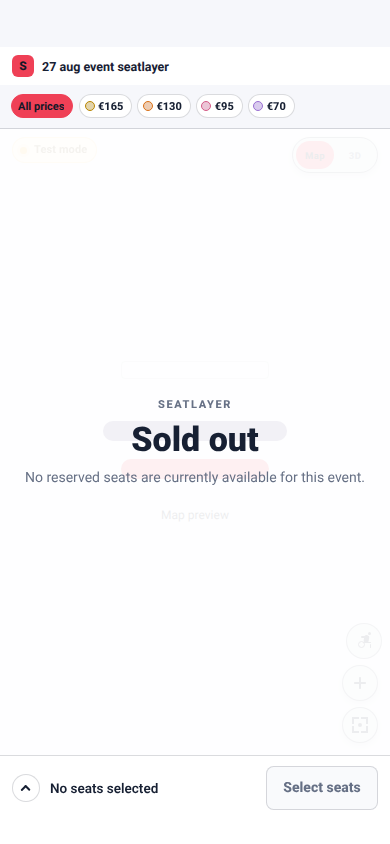 S
27 aug event seatlayer
All prices
€165
€130
€95
€70
Test mode
Map
3D
SEATLAYER
Sold out
No reserved seats are currently available for this event.
Map preview
No seats selected
Select seats